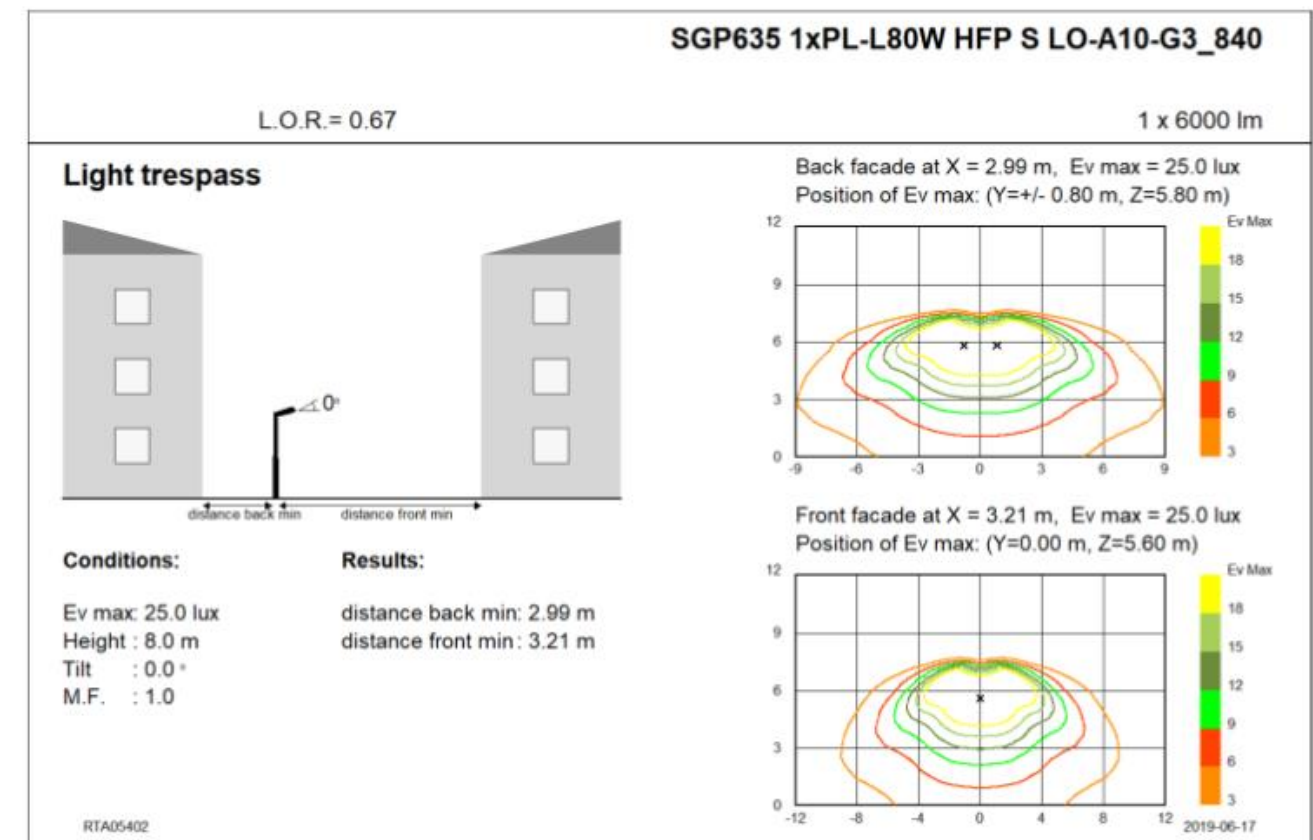 SGP635 1xPL-L80W HFP S LO-A10-G3_840
L.O.R.= 0.67
1 x 6000 lm
Light trespass
0°
distance back min
distance front min
Conditions:
Ev max: 25.0 lux
Height : 8.0 m
Tilt : 0.0 °
M.F. : 1.0
Results:
distance back min: 2.99 m
distance front min: 3.21 m
Back facade at X = 2.99 m, Ev max = 25.0 lux
Position of Ev max: (Y=+/- 0.80 m, Z=5.80 m)
12
9
6
3
0
-9 -6 -3 0 3 6 9
Ev Max
18
15
12
9
6
3
Front facade at X = 3.21 m, Ev max = 25.0 lux
Position of Ev max: (Y=0.00 m, Z=5.60 m)
12
9
6
3
0
-12 -8 -4 0 4 8 12
Ev Max
18
15
12
9
6
3
RTA05402
2019-06-17